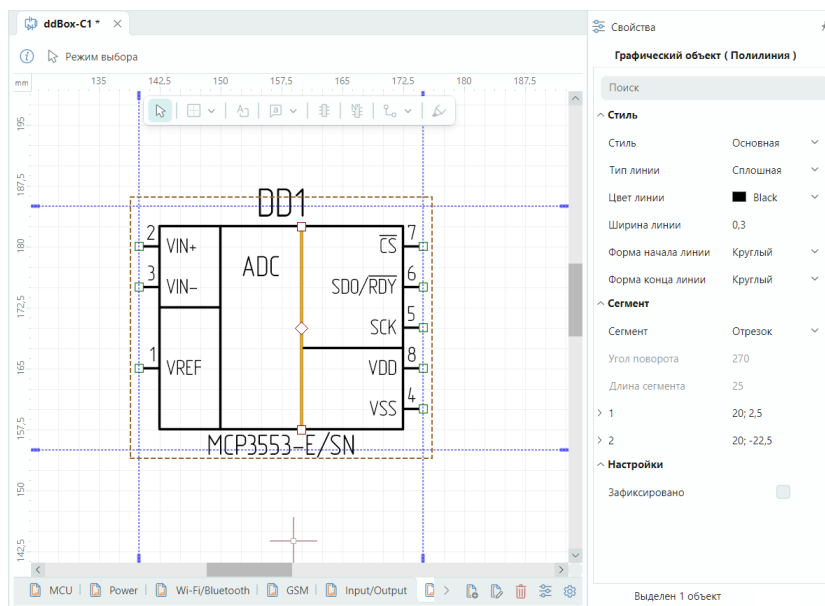 ddBox-C1 *
Режим выбора
mm 135 142,5 150 157,5 165 172,5 180 187,5
195
187,5
180
172,5
165
157,5
150
142,5
DD1
2 VIN+ ADC CS 7
3 VIN- SDO/RDY 6
SCK 5
1 VREF VDD 8
VSS 4
MCP3553-E/SN
MCU Power Wi-Fi/Bluetooth GSM Input/Output
Свойства
Графический объект ( Полилиния )
Поиск
Стиль
Стиль Основная
Тип линии Сплошная
Цвет линии Black
Ширина линии 0,3
Форма начала линии Круглый
Форма конца линии Круглый
Сегмент
Сегмент Отрезок
Угол поворота 270
Длина сегмента 25
1 20; 2,5
2 20; -22,5
Настройки
Зафиксировано
Выделен 1 объект